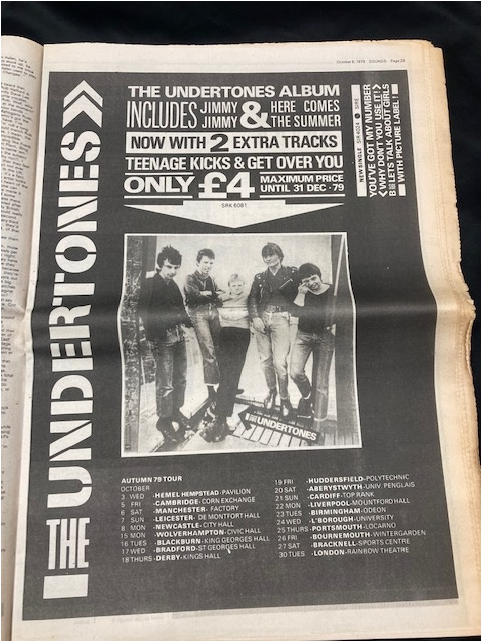 October 6, 1979 SOUNDS Page 29
THE UNDERTONES
THE UNDERTONES ALBUM
INCLUDES JIMMY JIMMY & HERE COMES THE SUMMER
NOW WITH 2 EXTRA TRACKS
TEENAGE KICKS & GET OVER YOU
ONLY £4 MAXIMUM PRICE UNTIL 31 DEC·79
·SRK 6081·
NEW SINGLE SIR 4024 SIRE
YOU'VE GOT MY NUMBER
<WHY DON'T YOU USE IT!>
B LETS TALK ABOUT GIRLS
WITH PICTURE LABEL!
THE UNDERTONES
AUTUMN 79 TOUR
OCTOBER
3 WED ·HEMEL HEMPSTEAD·PAVILION
5 FRI ·CAMBRIDGE·CORN EXCHANGE
6 SAT ·MANCHESTER·FACTORY
7 SUN ·LEICESTER·DE MONTFORT HALL
8 MON ·NEWCASTLE·CITY HALL
15 MON ·WOLVERHAMPTON·CIVIC HALL
16 TUES ·BLACKBURN·KING GEORGES HALL
17 WED ·BRADFORD·ST GEORGES HALL
18 THURS ·DERBY·KINGS HALL
19 FRI ·HUDDERSFIELD·POLYTECHNIC
20 SAT ·ABERYSTWYTH·UNIV. PENGLAIS
21 SUN ·CARDIFF·TOP RANK
22 MON ·LIVERPOOL·MOUNTFORD HALL
23 TUES ·BIRMINGHAM·ODEON
24 WED ·L'BOROUGH·UNIVERSITY
25 THURS ·PORTSMOUTH·LOCARNO
26 FRI ·BOURNEMOUTH·WINTERGARDEN
27 SAT ·BRACKNELL·SPORTS CENTRE
30 TUES ·LONDON·RAINBOW THEATRE